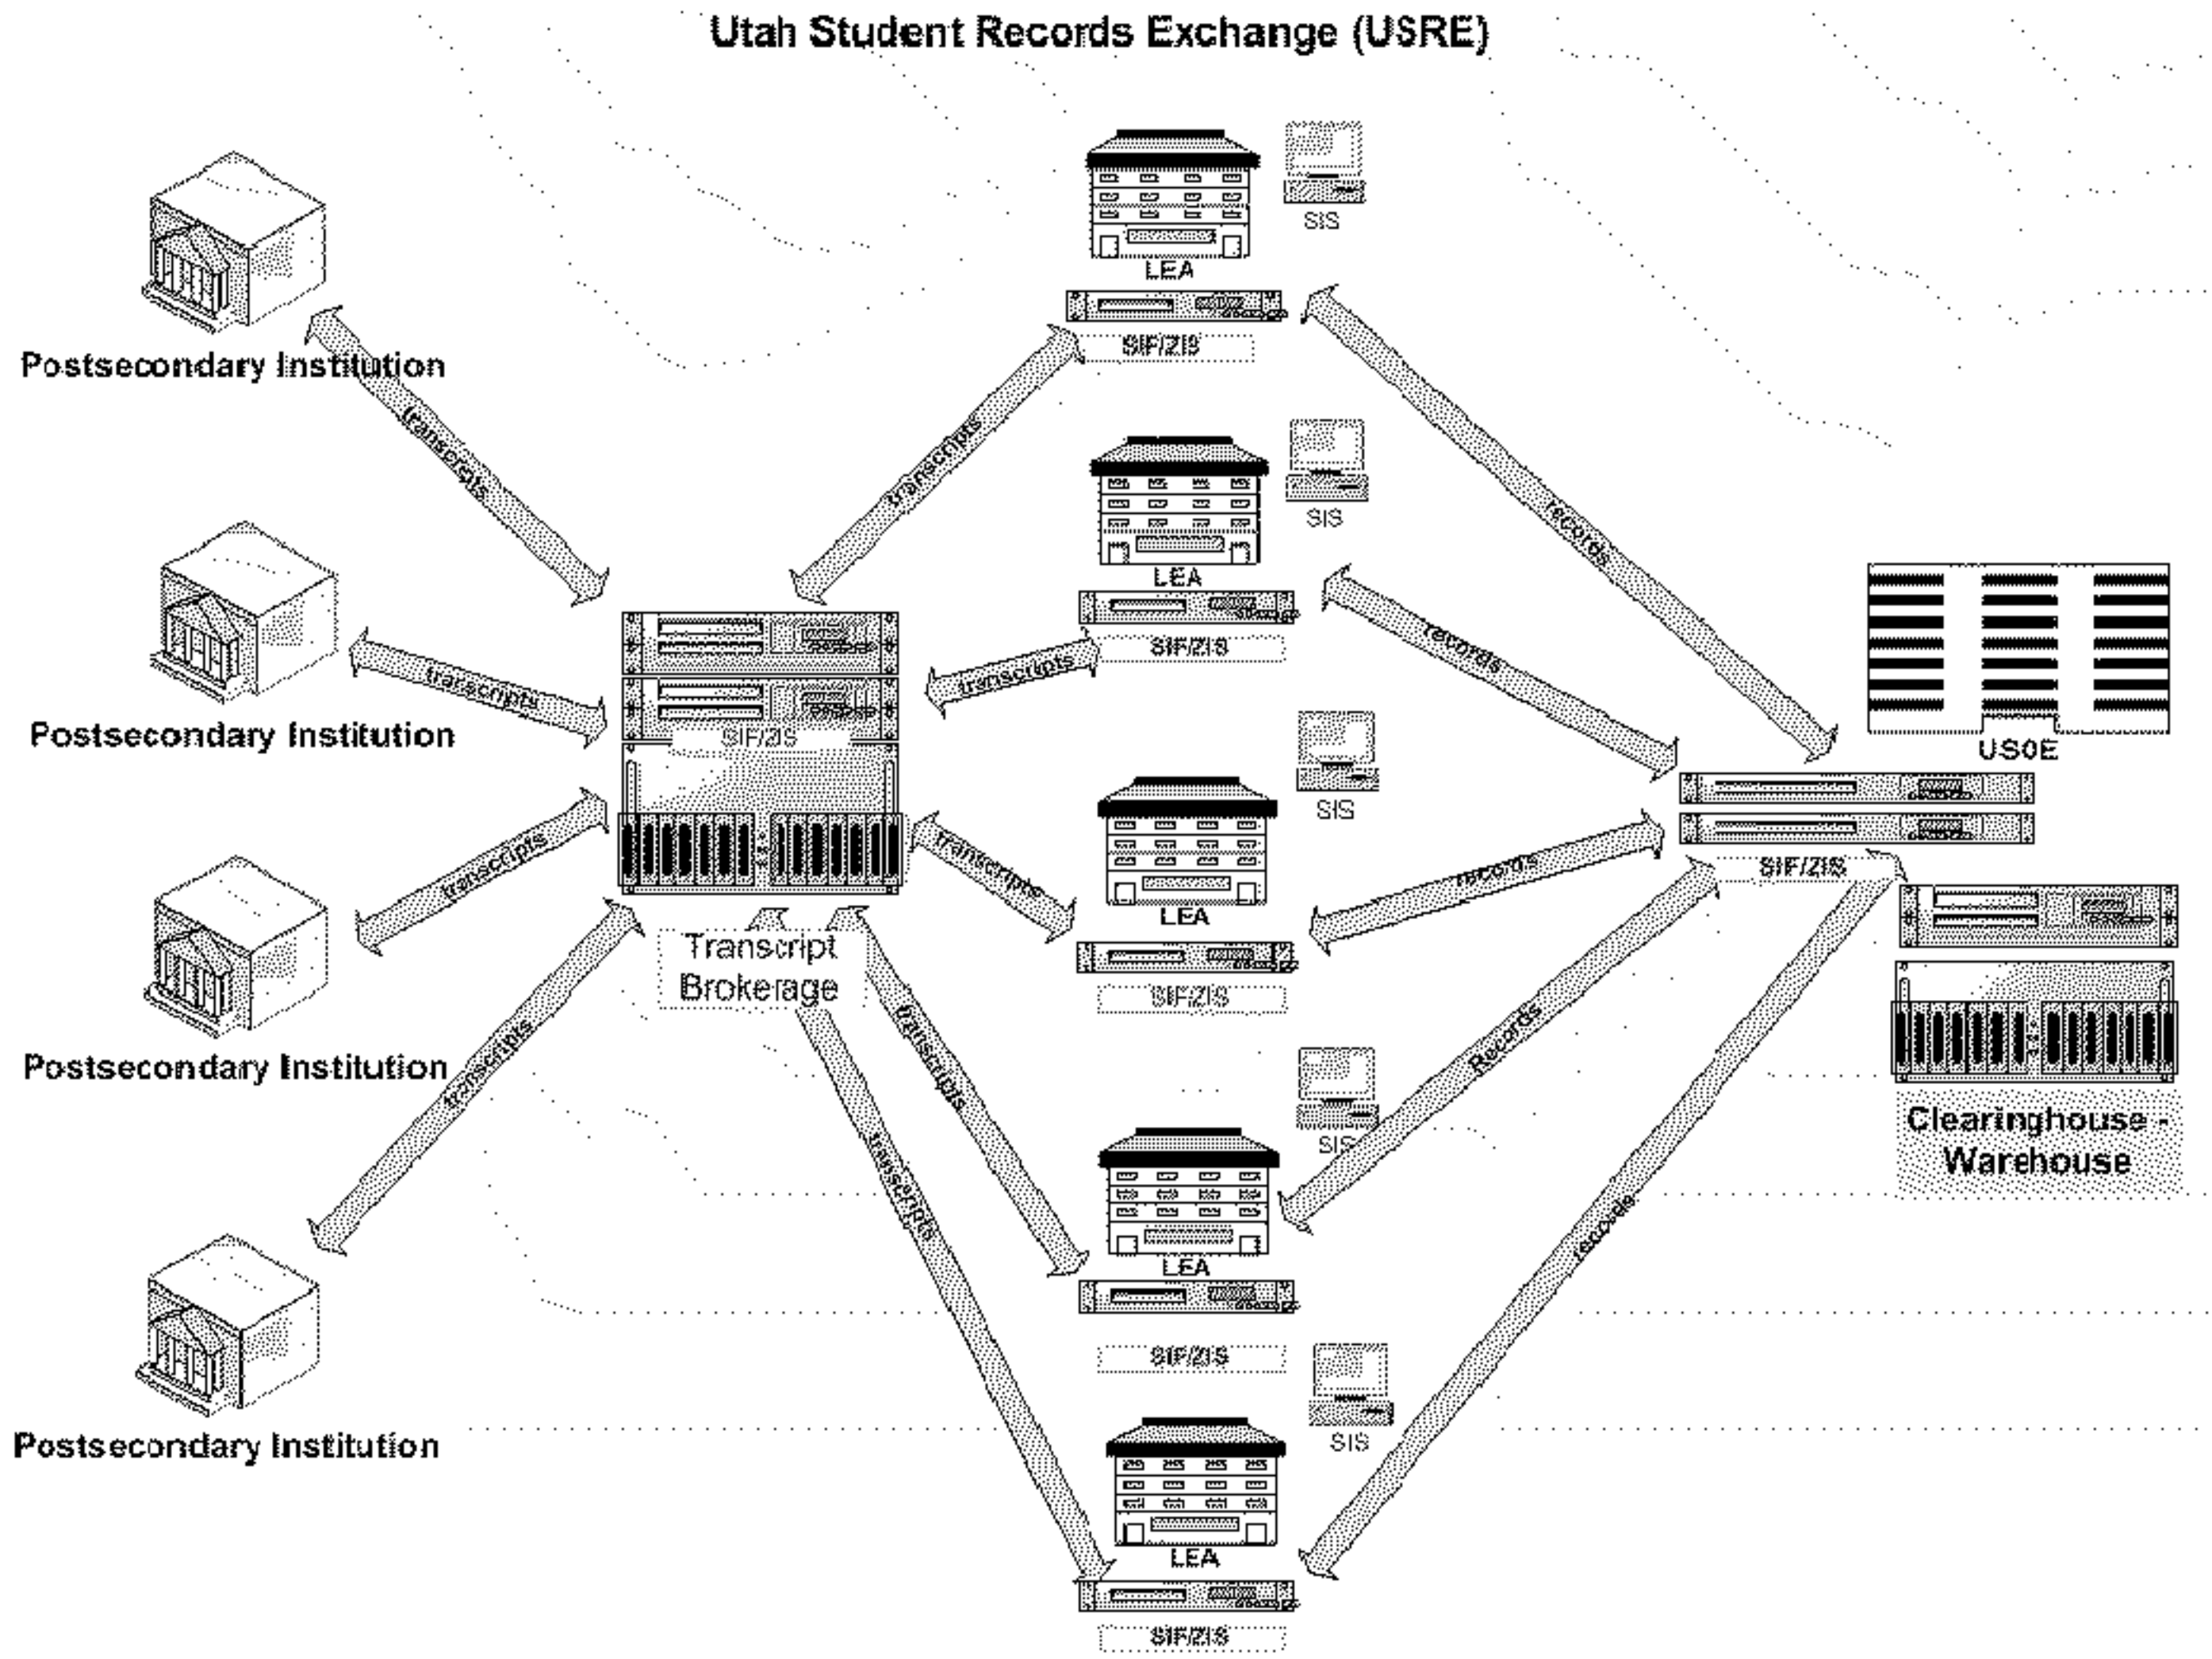 Utah Student Records Exchange (USRE)
SIS
LEA
SIF/ZIS
Postsecondary Institution
transcripts
transcripts
records
SIS
LEA
SIF/ZIS
records
transcripts
transcripts
Postsecondary Institution
SIF/ZIS
USOE
SIS
transcripts
transcripts
records
SIF/ZIS
LEA
Transcript
Brokerage
SIF/ZIS
Postsecondary Institution
transcripts
transcripts
Records
SIS
Clearinghouse -
Warehouse
transcripts
records
LEA
SIF/ZIS
Postsecondary Institution
SIS
LEA
SIF/ZIS